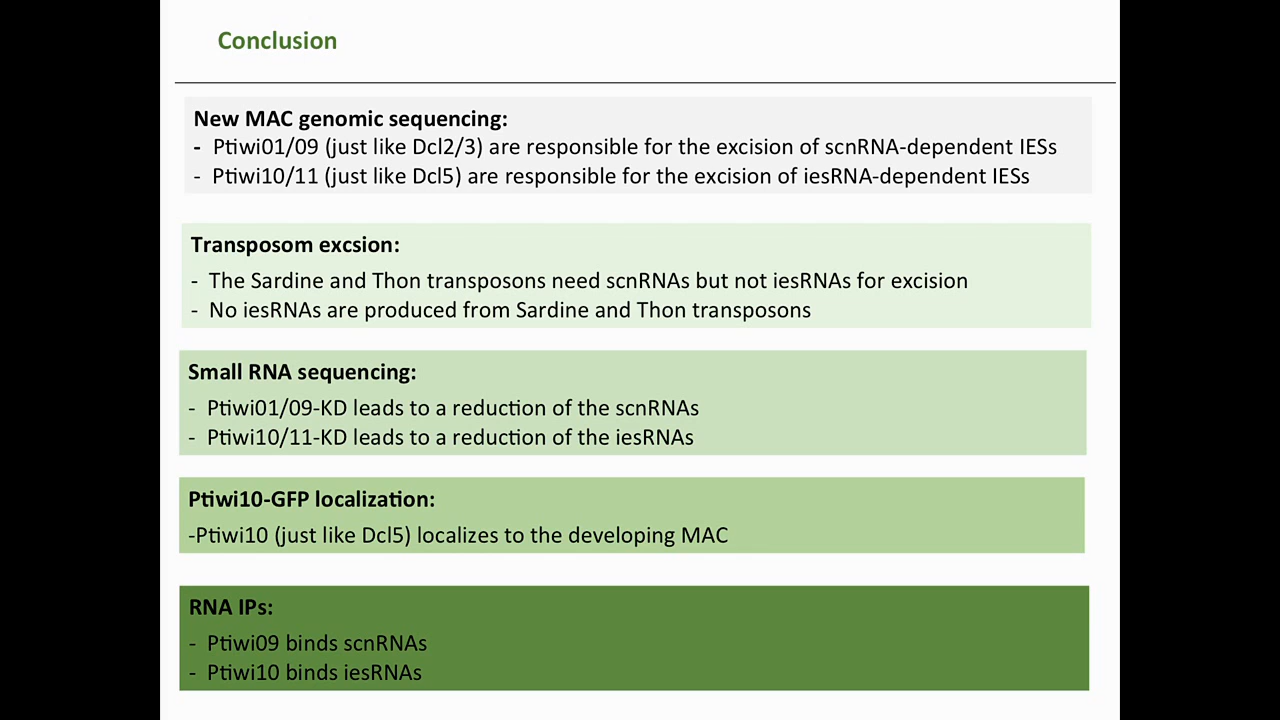 Conclusion
New MAC genomic sequencing:
- Ptiwi01/09 (just like Dcl2/3) are responsible for the excision of scnRNA-dependent IESs
- Ptiwi10/11 (just like Dcl5) are responsible for the excision of iesRNA-dependent IESs
Transposom excsion:
- The Sardine and Thon transposons need scnRNAs but not iesRNAs for excision
- No iesRNAs are produced from Sardine and Thon transposons
Small RNA sequencing:
- Ptiwi01/09-KD leads to a reduction of the scnRNAs
- Ptiwi10/11-KD leads to a reduction of the iesRNAs
Ptiwi10-GFP localization:
-Ptiwi10 (just like Dcl5) localizes to the developing MAC
RNA IPs:
- Ptiwi09 binds scnRNAs
- Ptiwi10 binds iesRNAs